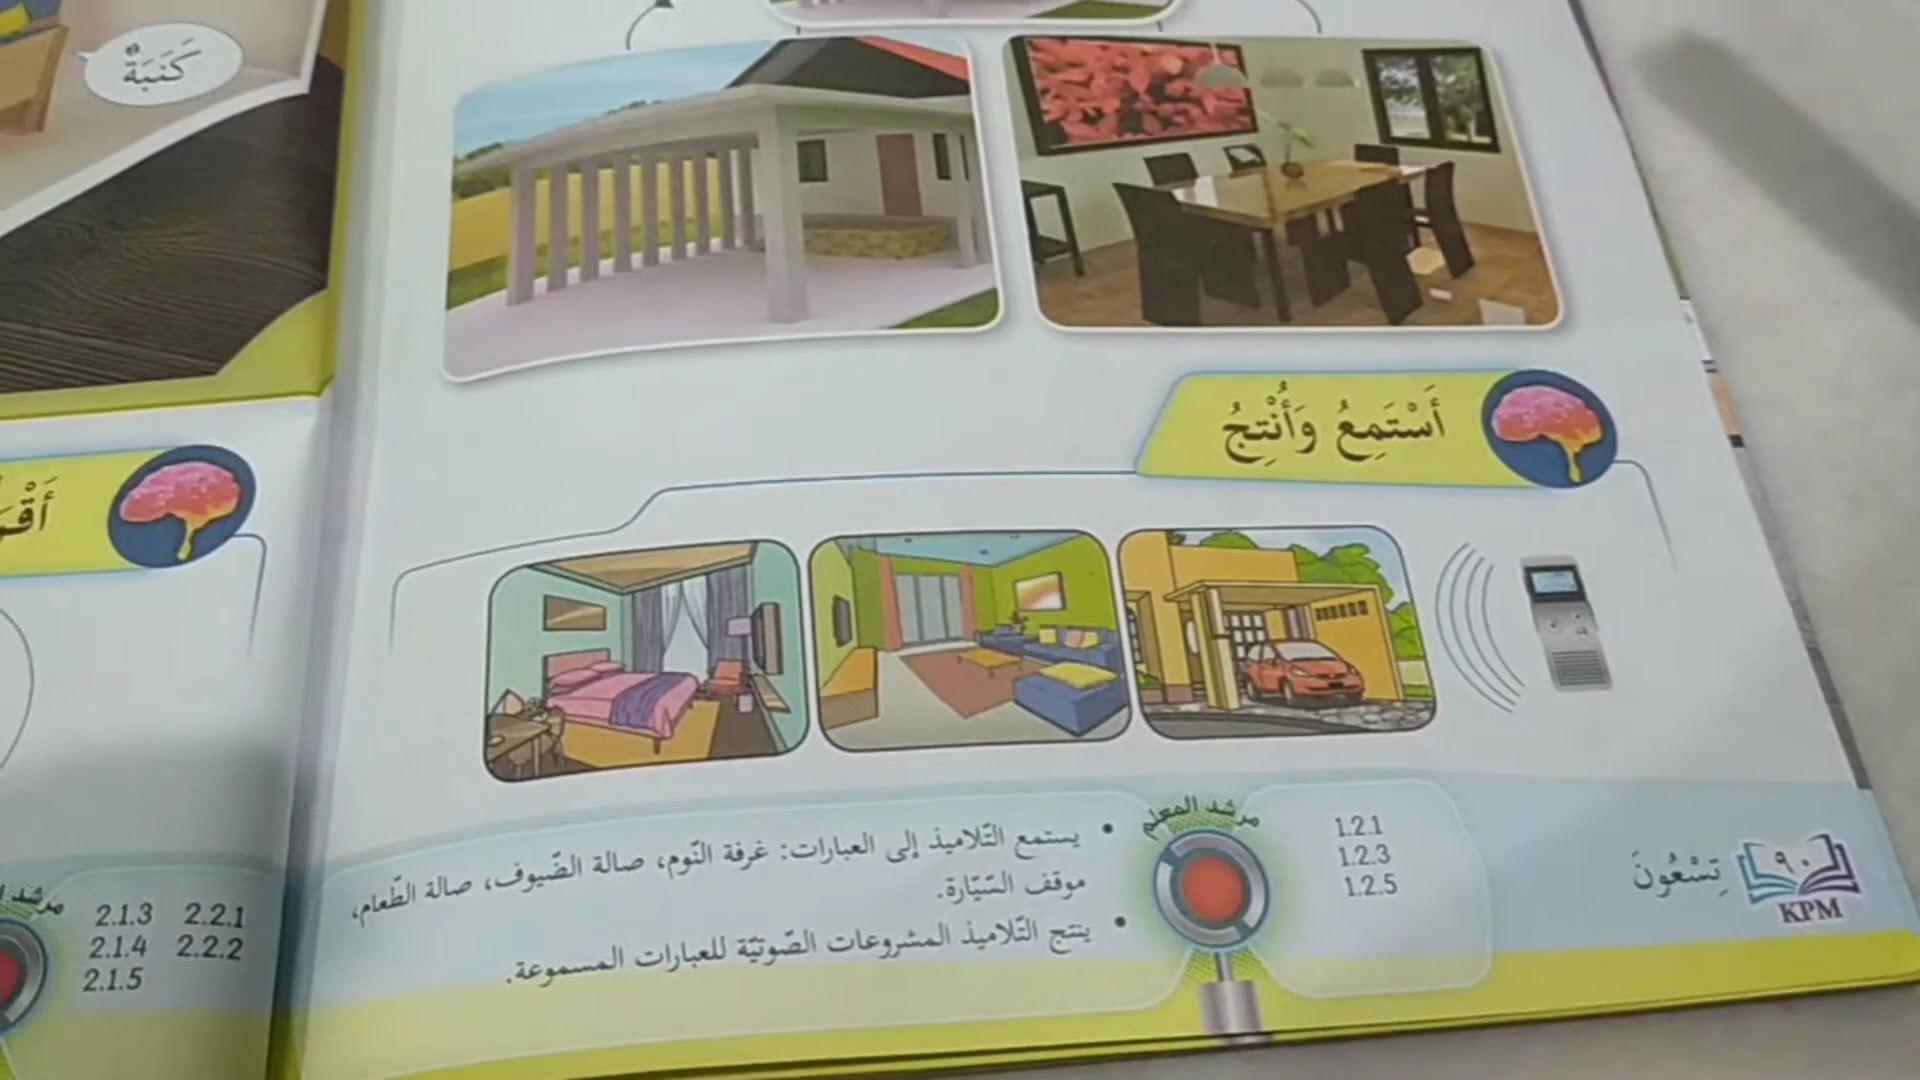 كَنَبَةٌ
أَسْتَمِعُ وَأُنْتِجُ
مرشد المعلم
• يستمع التّلاميذ إلى العبارات: غرفة النّوم، صالة الضّيوف، صالة الطّعام،
موقف السّيّارة.
• ينتج التّلاميذ المشروعات الصّوتيّة للعبارات المسموعة.
1.2.1
1.2.3
1.2.5
تِسْعُونَ
٩٠
KPM
2.1.3 2.2.1
2.1.4 2.2.2
2.1.5